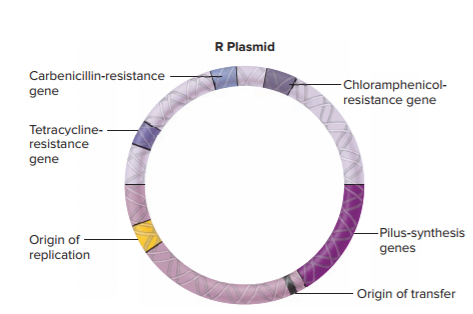 R Plasmid
Carbenicillin-resistance
gene
Chloramphenicol-
resistance gene
Tetracycline-
resistance
gene
Origin of
replication
Pilus-synthesis
genes
Origin of transfer